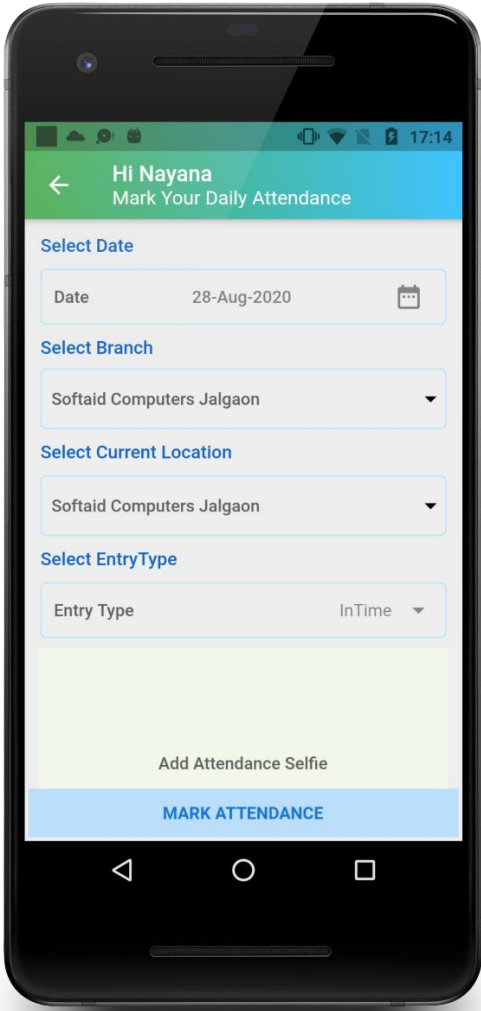 17:14
Hi Nayana
Mark Your Daily Attendance
Select Date
Date 28-Aug-2020
Select Branch
Softaid Computers Jalgaon
Select Current Location
Softaid Computers Jalgaon
Select EntryType
Entry Type InTime
Add Attendance Selfie
MARK ATTENDANCE